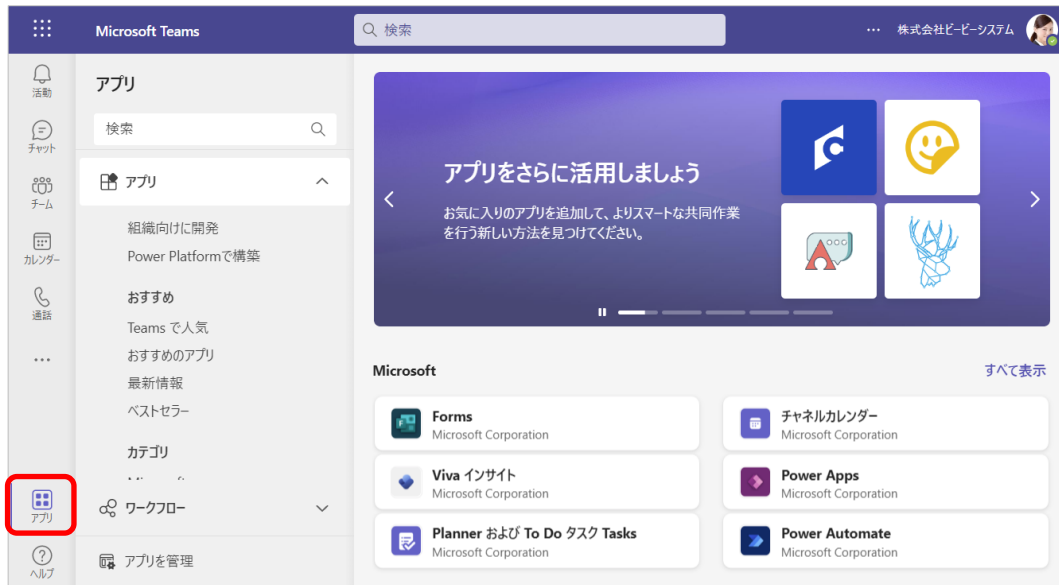 Microsoft Teams
検索
株式会社ビービーシステム
活動
チャット
チーム
カレンダー
通話
アプリ
ヘルプ
アプリ
検索
アプリ
組織向けに開発
Power Platformで構築
おすすめ
Teams で人気
おすすめのアプリ
最新情報
ベストセラー
カテゴリ
ワークフロー
アプリを管理
アプリをさらに活用しましょう
お気に入りのアプリを追加して、よりスマートな共同作業
を行う新しい方法を見つけてください。
Microsoft
すべて表示
Forms
Microsoft Corporation
チャネルカレンダー
Microsoft Corporation
Viva インサイト
Microsoft Corporation
Power Apps
Microsoft Corporation
Planner および To Do タスク Tasks
Microsoft Corporation
Power Automate
Microsoft Corporation